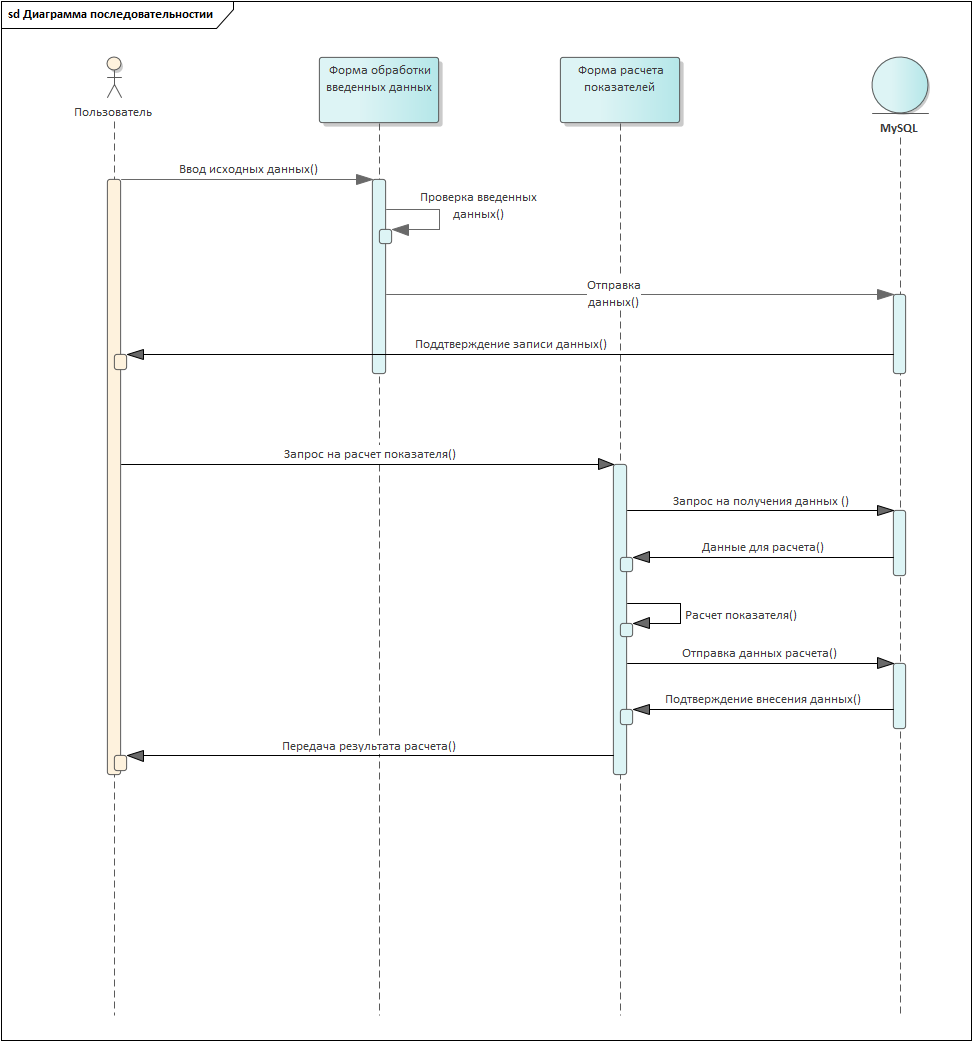 sd Диаграмма последовательностии
Форма обработки
введенных данных
Форма расчета
показателей
Пользователь
MySQL
Ввод исходных данных()
Проверка введенных
данных()
Отправка
данных()
Поддтверждение записи данных()
Запрос на расчет показателя()
Запрос на получения данных ()
Данные для расчета()
Расчет показателя()
Отправка данных расчета()
Подтверждение внесения данных()
Передача результата расчета()